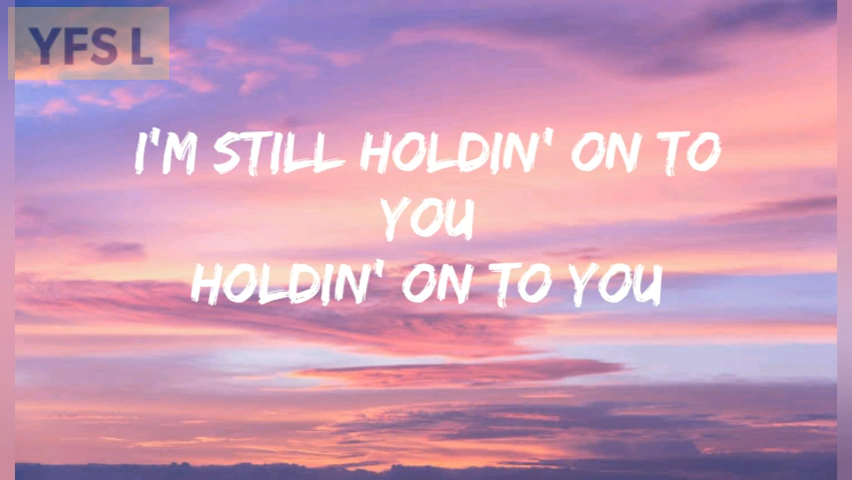 YFS L
I'M STILL HOLDIN' ON TO
YOU
HOLDIN' ON TO YOU